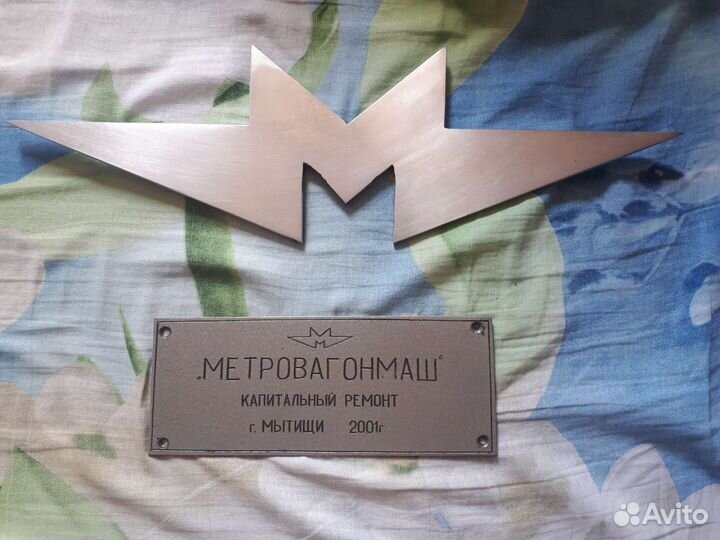 М
„МЕТРОВАГОНМАШ“
КАПИТАЛЬНЫЙ РЕМОНТ
г. МЫТИЩИ 2001г.
Avito